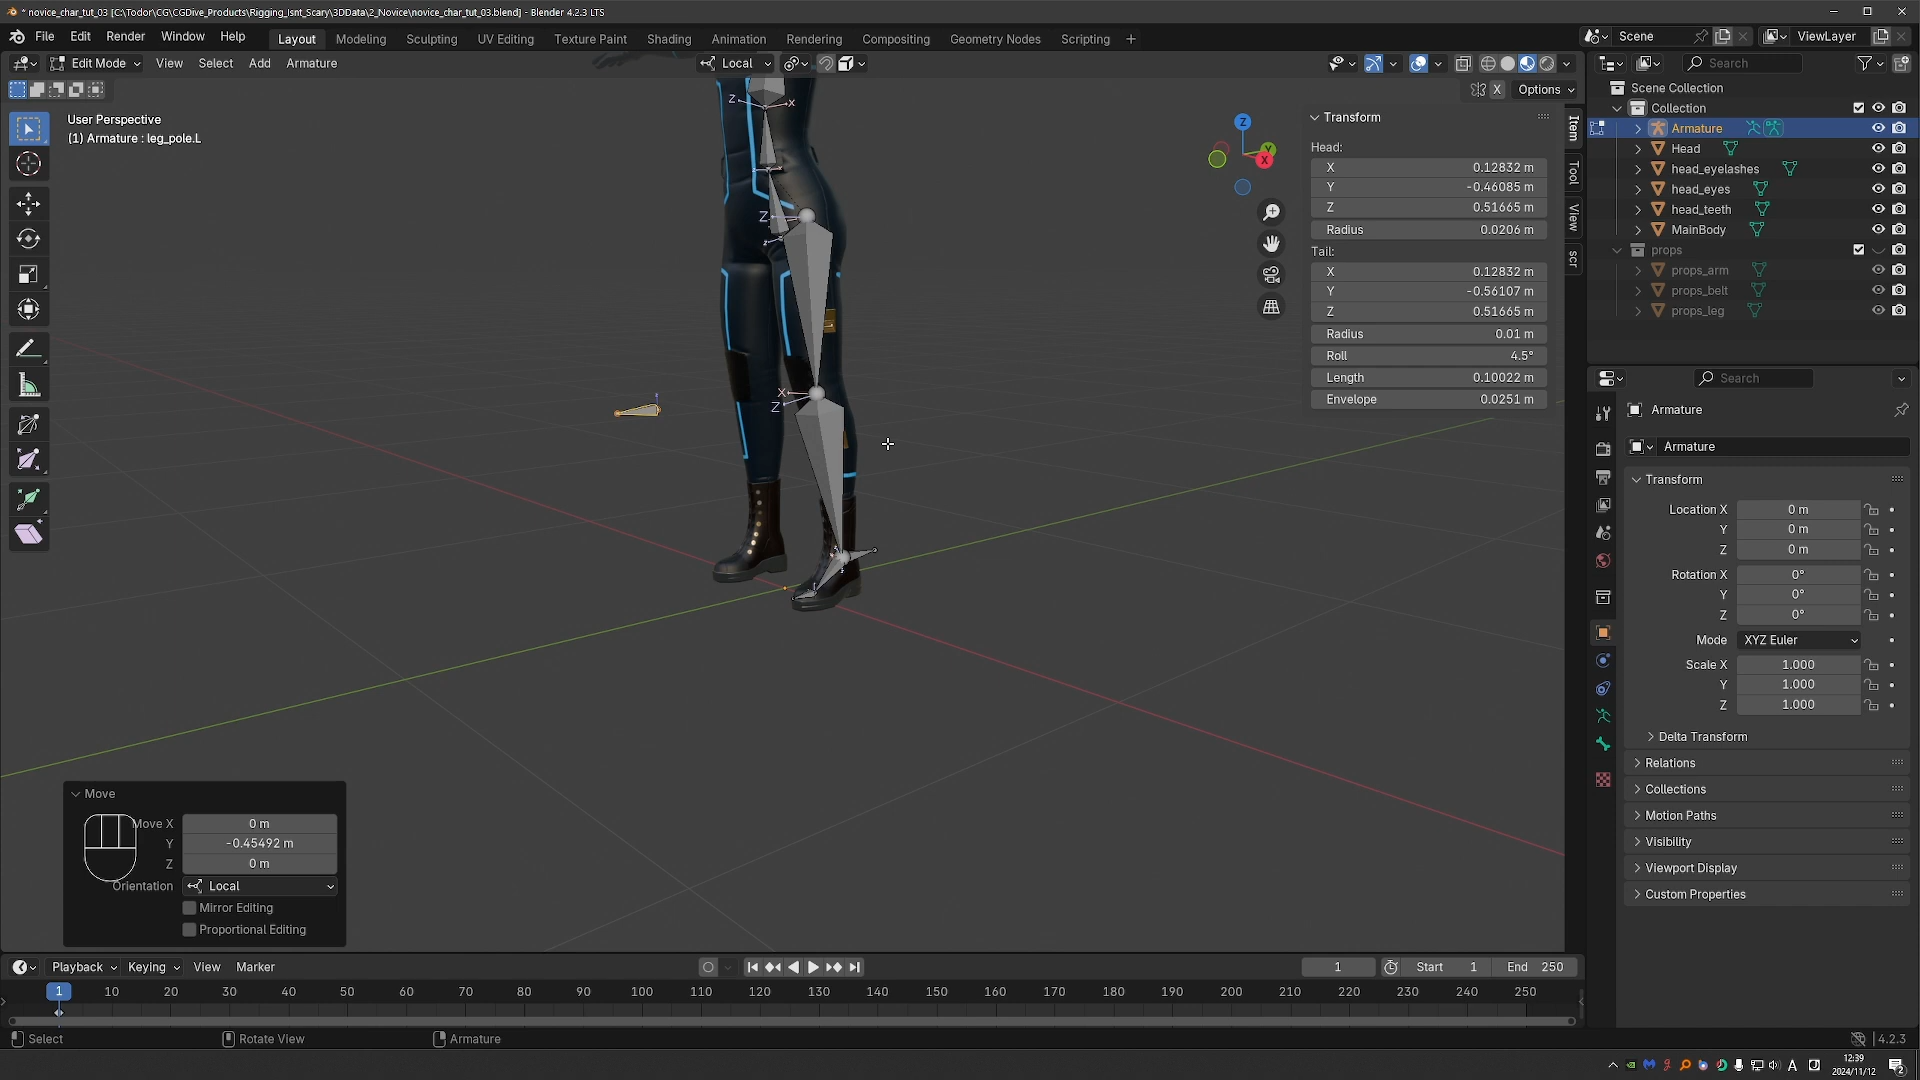 * novice_char_tut_03 [C:\Todor\CG\CGDive_Products\Rigging_Isnt_Scary\3DData\2_Novice\novice_char_tut_03.blend] - Blender 4.2.3 LTS
File Edit Render Window Help Layout Modeling Sculpting UV Editing Texture Paint Shading Animation Rendering Compositing Geometry Nodes Scripting + Scene ViewLayer
Edit Mode View Select Add Armature Local Search
X Options
Scene Collection
Collection
Armature
Head
head_eyelashes
head_eyes
head_teeth
MainBody
props
props_arm
props_belt
props_leg
User Perspective
(1) Armature : leg_pole.L
Z
Y
X
Z
X
Z
Z
X
Z
Transform
Head:
X 0.12832 m
Y -0.46085 m
Z 0.51665 m
Radius 0.0206 m
Tail:
X 0.12832 m
Y -0.56107 m
Z 0.51665 m
Radius 0.01 m
Roll 4.5°
Length 0.10022 m
Envelope 0.0251 m
Item
Tool
View
scr
Search
Armature
Armature
Transform
Location X 0 m
Y 0 m
Z 0 m
Rotation X 0°
Y 0°
Z 0°
Mode XYZ Euler
Scale X 1.000
Y 1.000
Z 1.000
Delta Transform
Relations
Collections
Motion Paths
Visibility
Viewport Display
Custom Properties
Move
Move X 0 m
Y -0.45492 m
Z 0 m
Orientation Local
Mirror Editing
Proportional Editing
Playback Keying View Marker 1 Start 1 End 250
1 10 20 30 40 50 60 70 80 90 100 110 120 130 140 150 160 170 180 190 200 210 220 230 240 250
Select Rotate View Armature 4.2.3
A 12:39
2024/11/12 2